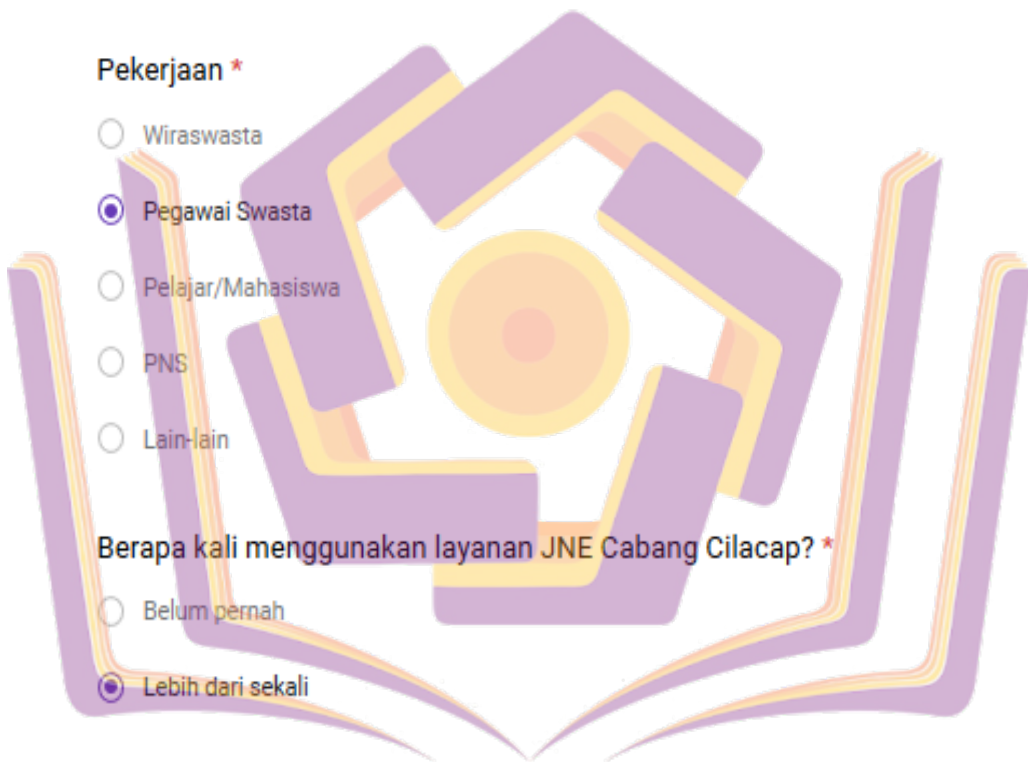 Pekerjaan *
Wiraswasta
Pegawai Swasta
Pelajar/Mahasiswa
PNS
Lain-lain
Berapa kali menggunakan layanan JNE Cabang Cilacap? *
Belum pernah
Lebih dari sekali